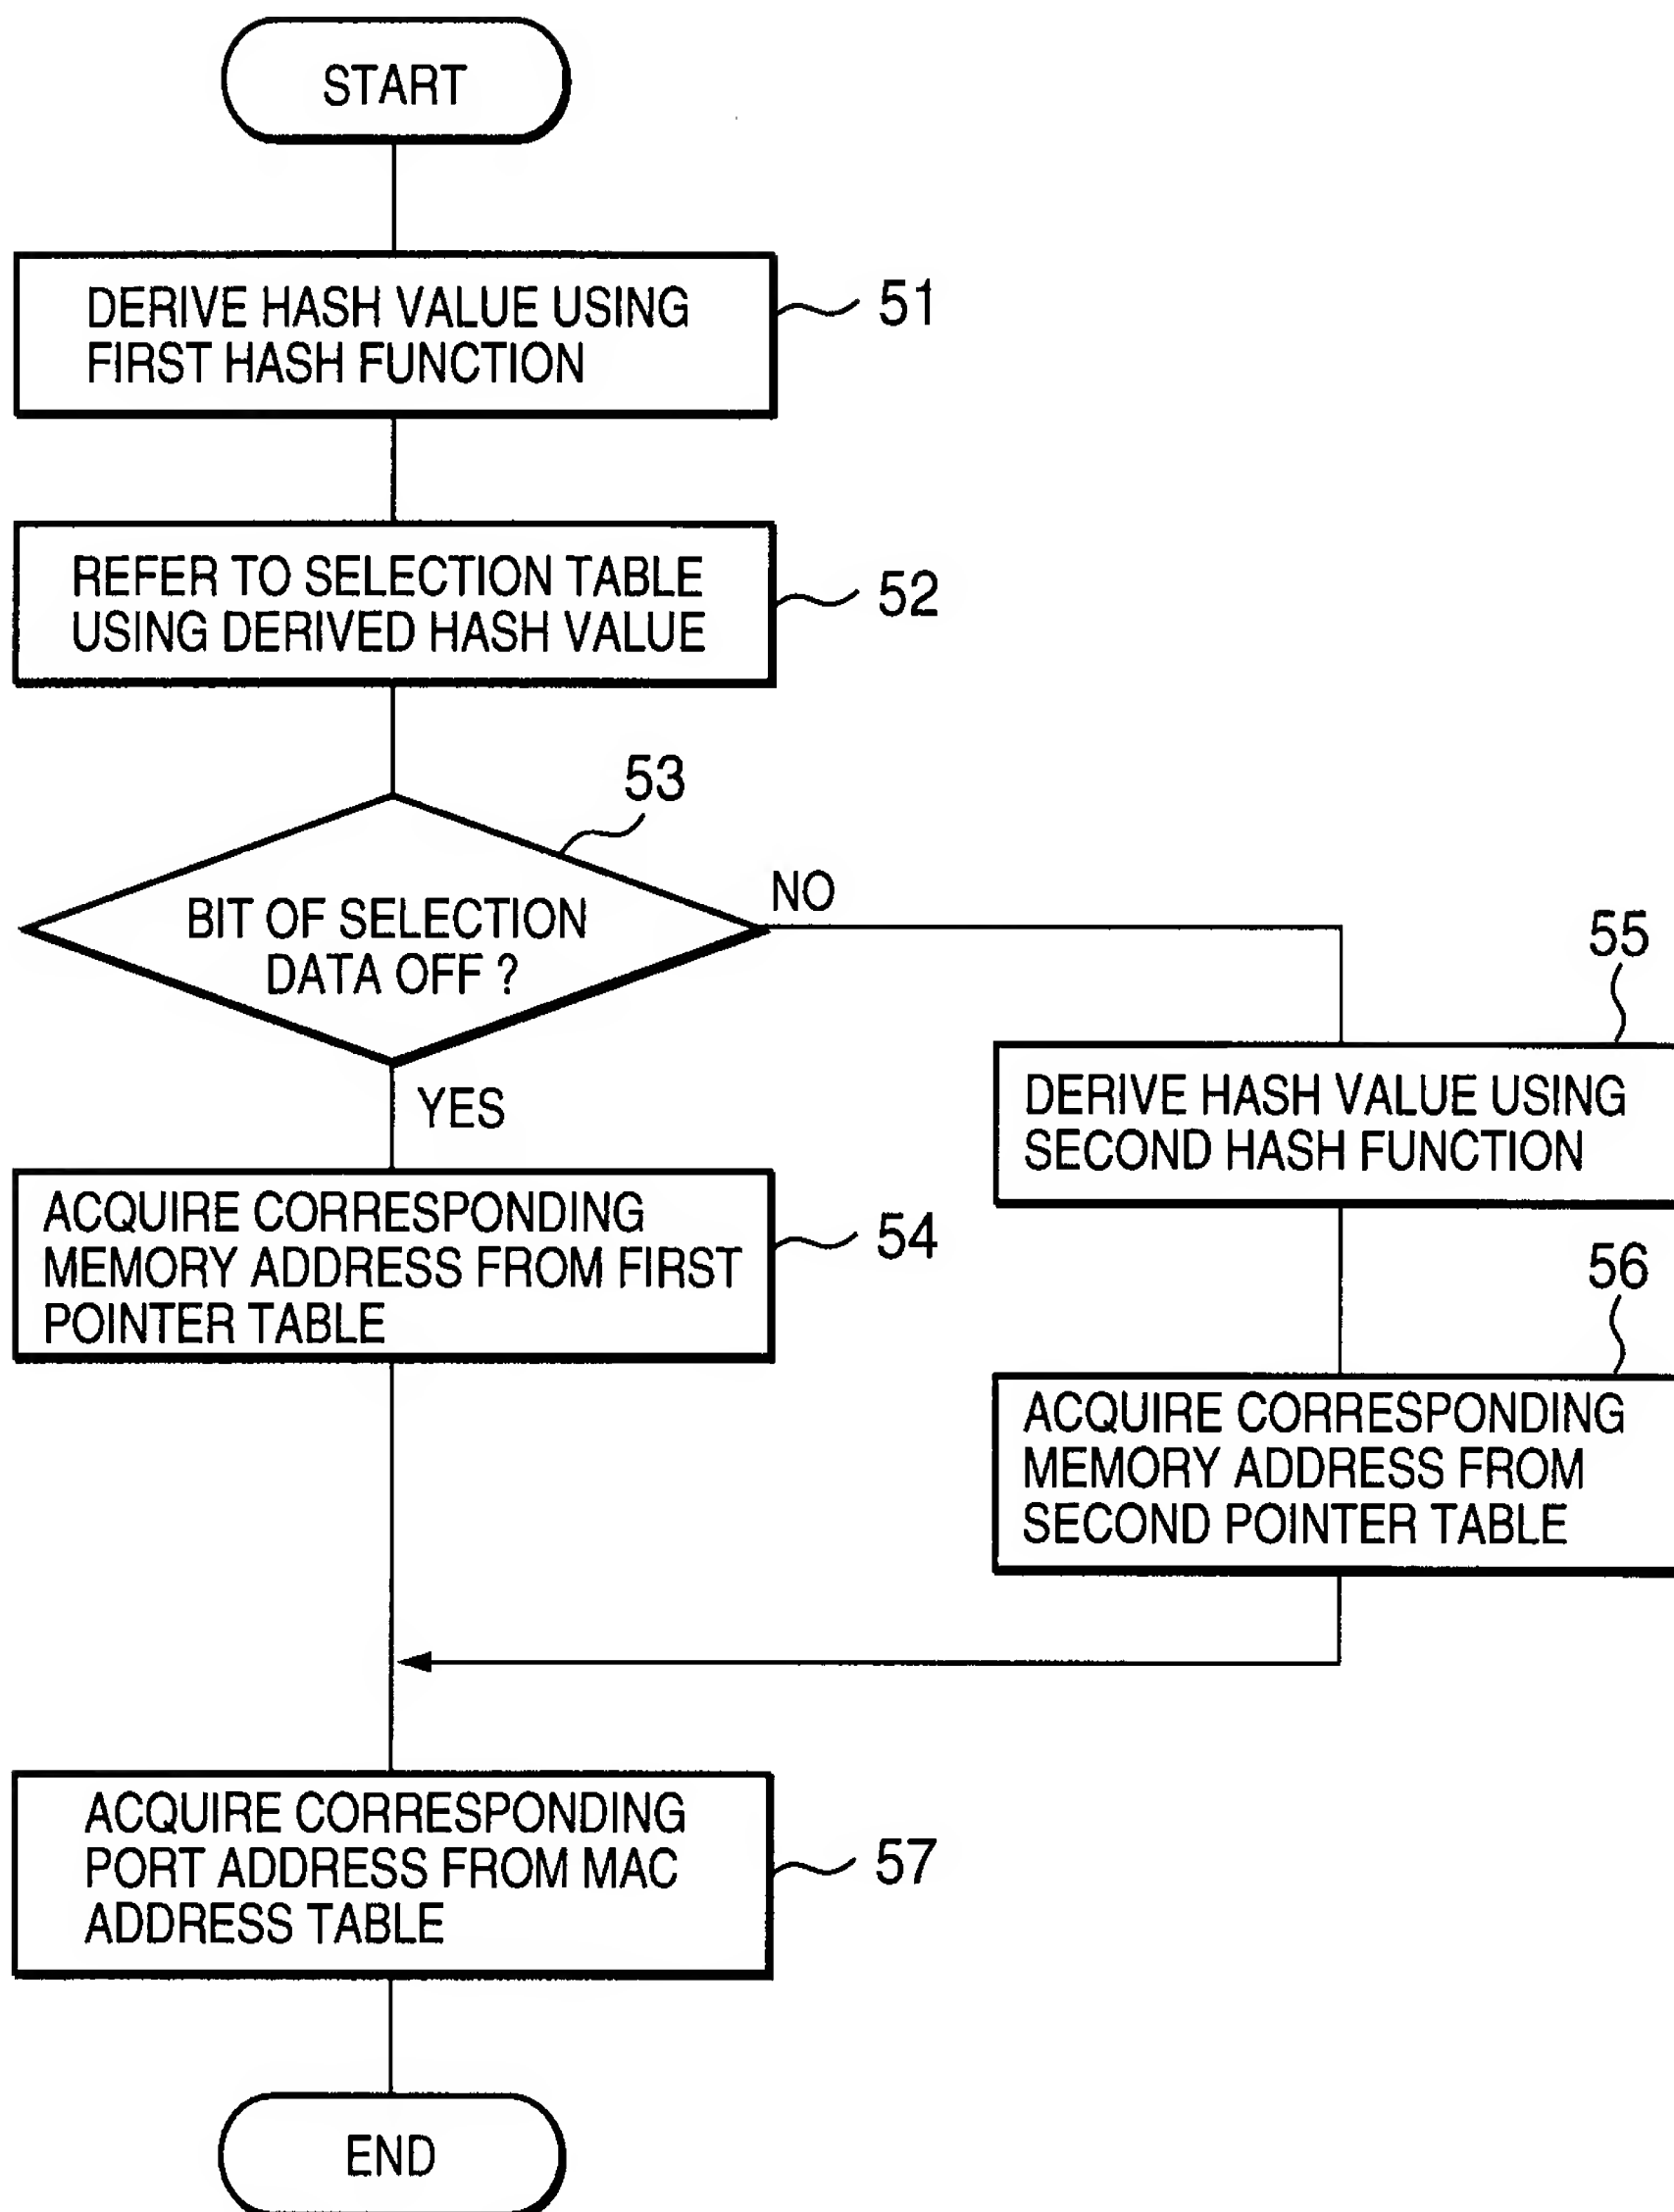 START
DERIVE HASH VALUE USING
FIRST HASH FUNCTION
51
REFER TO SELECTION TABLE
USING DERIVED HASH VALUE
52
53
BIT OF SELECTION
DATA OFF ?
NO
YES
55
DERIVE HASH VALUE USING
SECOND HASH FUNCTION
ACQUIRE CORRESPONDING
MEMORY ADDRESS FROM FIRST
POINTER TABLE
54
56
ACQUIRE CORRESPONDING
MEMORY ADDRESS FROM
SECOND POINTER TABLE
ACQUIRE CORRESPONDING
PORT ADDRESS FROM MAC
ADDRESS TABLE
57
END